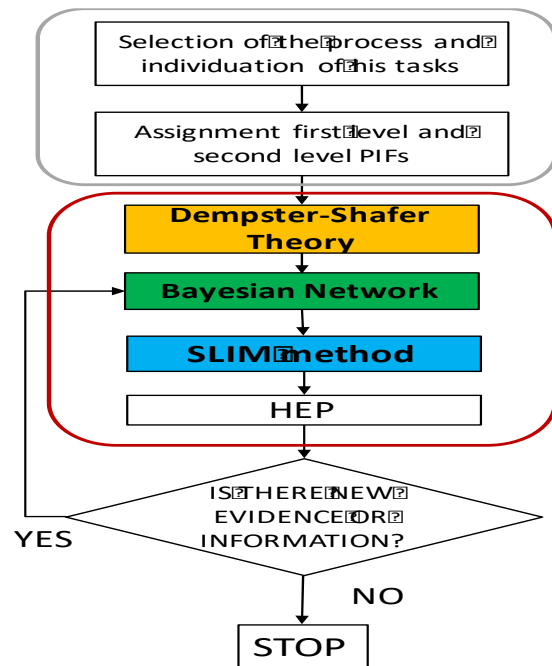 Selection of the process and
individuation of his tasks
Assignment first level and
second level PIFs
Dempster-Shafer
Theory
Bayesian Network
SLIM method
HEP
IS THERE NEW
EVIDENCE OR
INFORMATION?
YES
NO
STOP